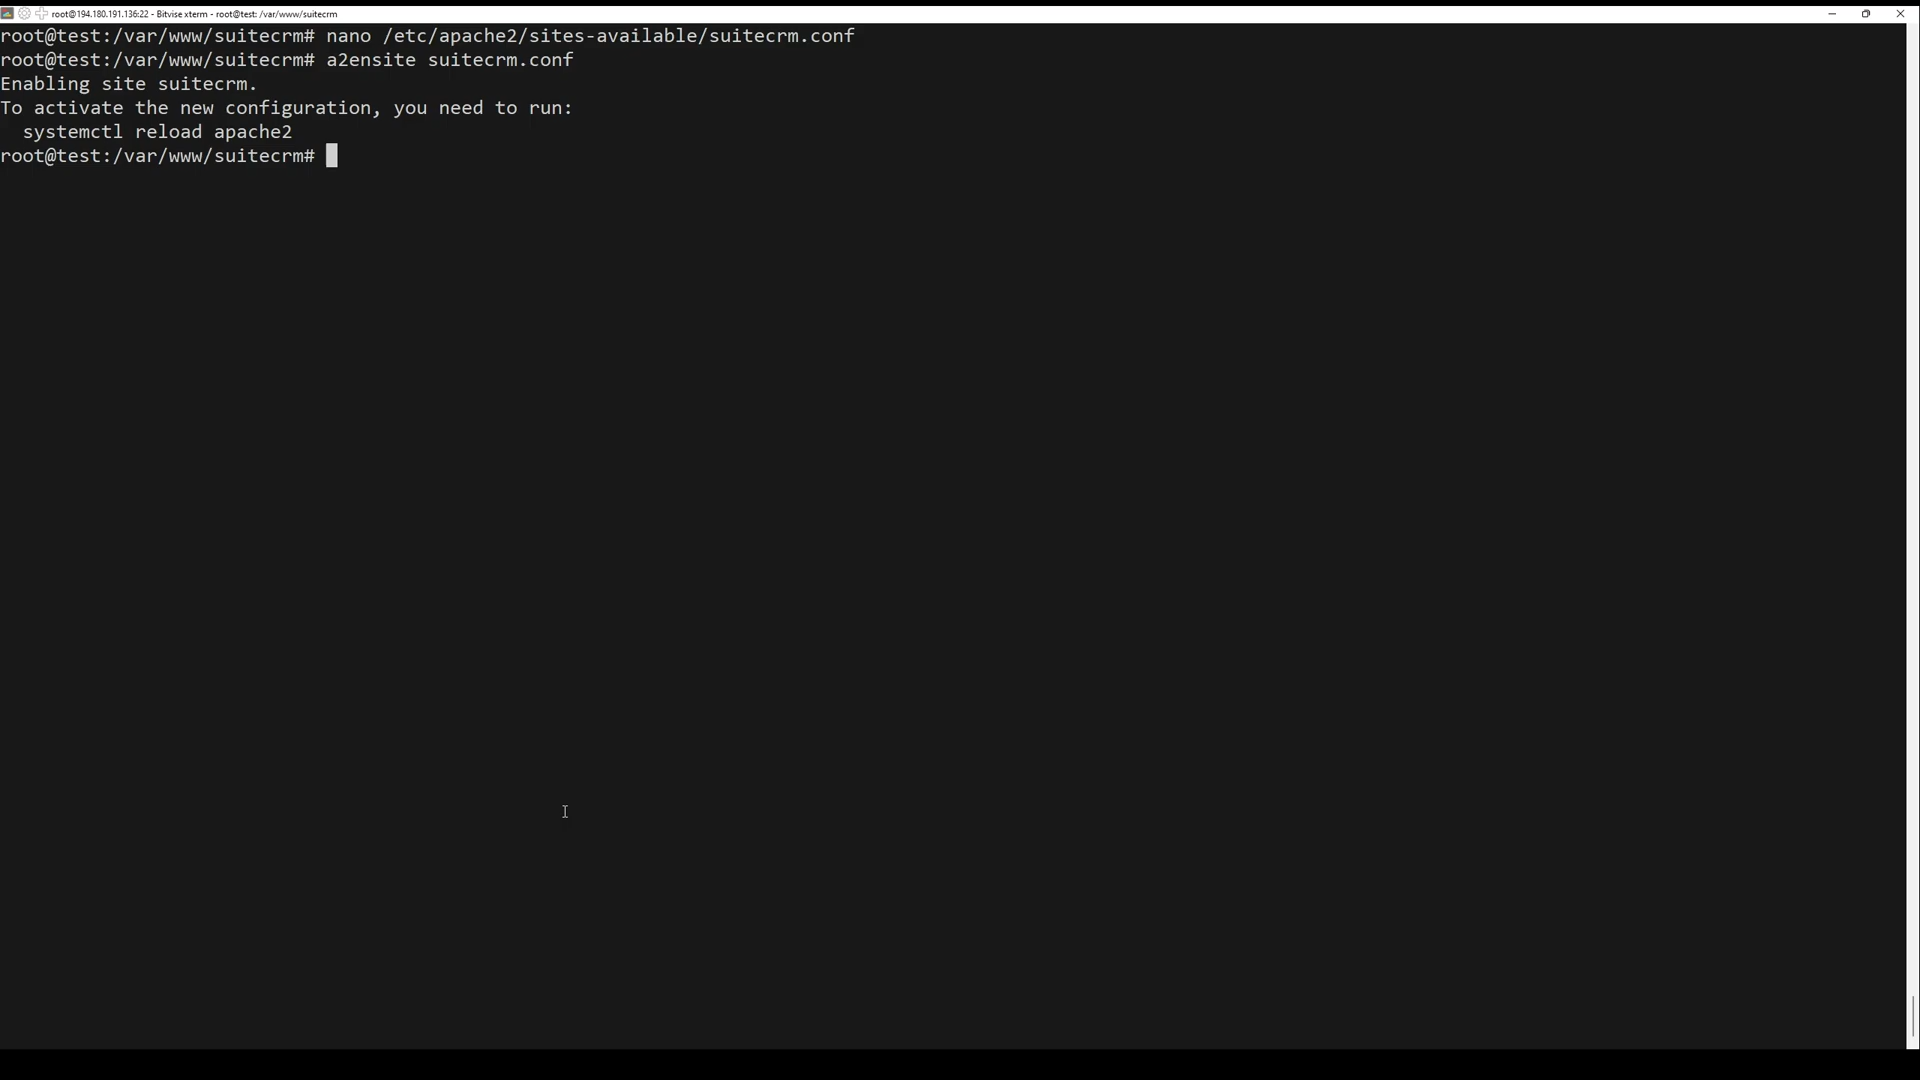 root@194.180.191.136:22 - Bitvise xterm - root@test: /var/www/suitecrm
root@test:/var/www/suitecrm# nano /etc/apache2/sites-available/suitecrm.conf
root@test:/var/www/suitecrm# a2ensite suitecrm.conf
Enabling site suitecrm.
To activate the new configuration, you need to run:
  systemctl reload apache2
root@test:/var/www/suitecrm#